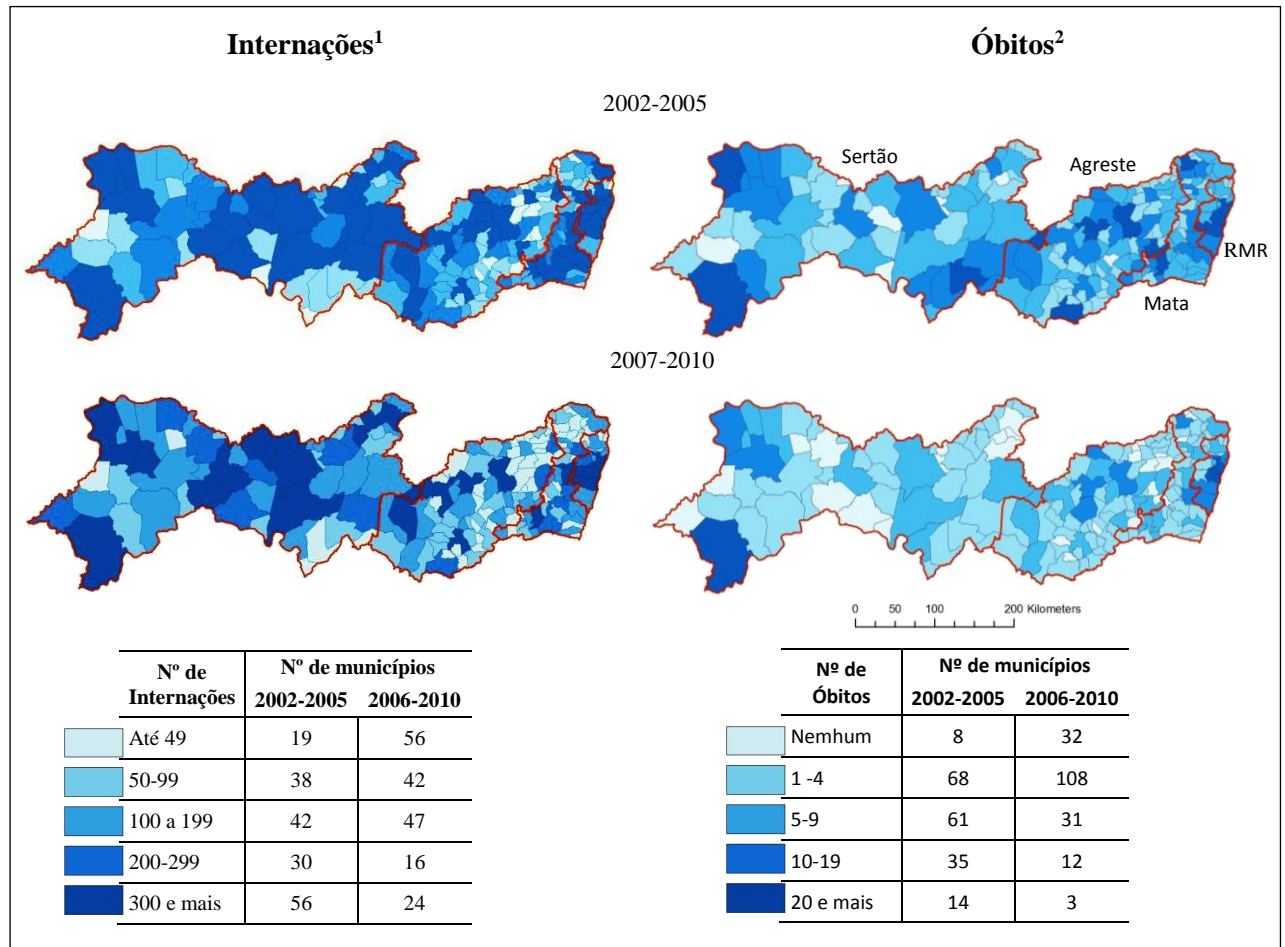 Internações¹
Óbitos²
2002-2005
Sertão
Agreste
RMR
Mata
2007-2010
0 50 100 200 Kilometers
Nº de Internações Nº de municípios
2002-2005 2006-2010
Até 49 19 56
50-99 38 42
100 a 199 42 47
200-299 30 16
300 e mais 56 24
Nº de Óbitos Nº de municípios
2002-2005 2006-2010
Nemhum 8 32
1 -4 68 108
5-9 61 31
10-19 35 12
20 e mais 14 3